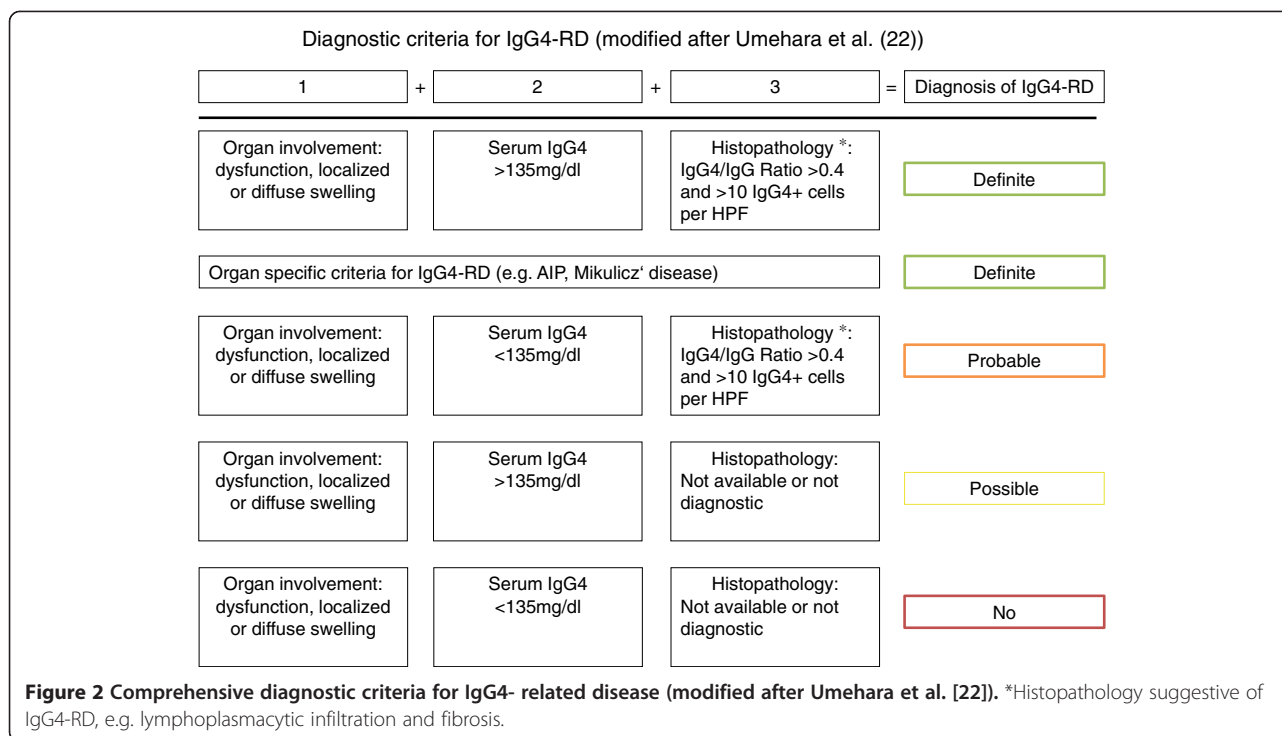 Diagnostic criteria for IgG4-RD (modified after Umehara et al. (22))
1 + 2 + 3 = Diagnosis of IgG4-RD
Organ involvement:
dysfunction, localized
or diffuse swelling
Serum IgG4
>135mg/dl
Histopathology *:
IgG4/IgG Ratio >0.4
and >10 IgG4+ cells
per HPF
Definite
Organ specific criteria for IgG4-RD (e.g. AIP, Mikulicz‘ disease)
Definite
Organ involvement:
dysfunction, localized
or diffuse swelling
Serum IgG4
<135mg/dl
Histopathology *:
IgG4/IgG Ratio >0.4
and >10 IgG4+ cells
per HPF
Probable
Organ involvement:
dysfunction, localized
or diffuse swelling
Serum IgG4
>135mg/dl
Histopathology:
Not available or not
diagnostic
Possible
Organ involvement:
dysfunction, localized
or diffuse swelling
Serum IgG4
<135mg/dl
Histopathology:
Not available or not
diagnostic
No
Figure 2 Comprehensive diagnostic criteria for IgG4- related disease (modified after Umehara et al. [22]). *Histopathology suggestive of
IgG4-RD, e.g. lymphoplasmacytic infiltration and fibrosis.